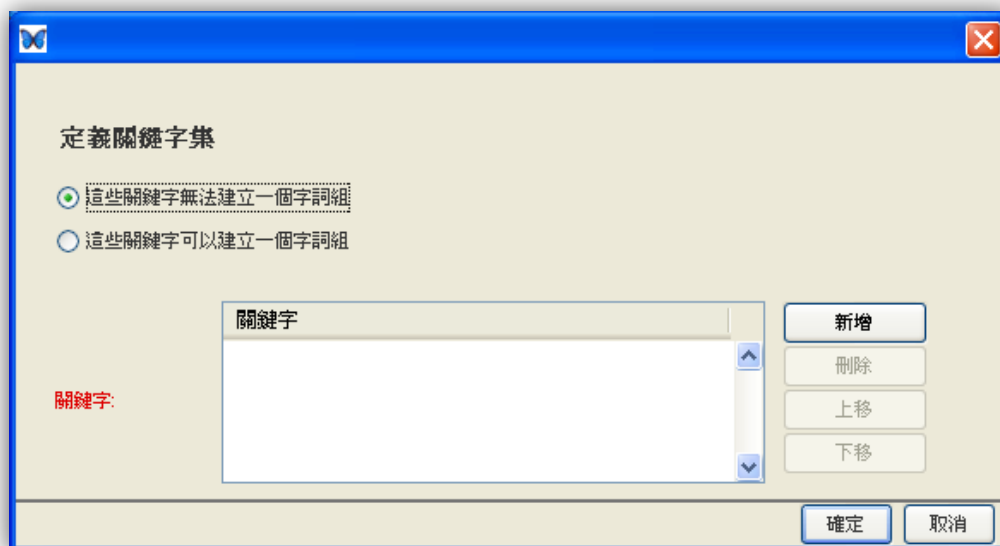 定義關鍵字集
這些關鍵字無法建立一個字詞組
這些關鍵字可以建立一個字詞組
關鍵字
新增
刪除
關鍵字:
上移
下移
確定
取消